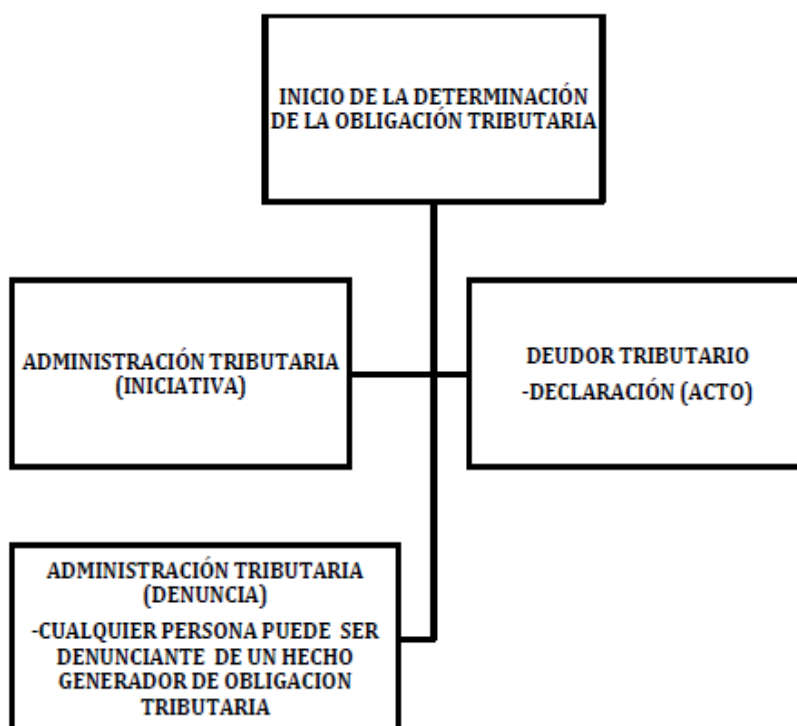 INICIO DE LA DETERMINACIÓN
DE LA OBLIGACIÓN TRIBUTARIA
ADMINISTRACIÓN TRIBUTARIA
(INICIATIVA)
DEUDOR TRIBUTARIO
-DECLARACIÓN (ACTO)
ADMINISTRACIÓN TRIBUTARIA
(DENUNCIA)
-CUALQUIER PERSONA PUEDE SER
DENUNCIANTE DE UN HECHO
GENERADOR DE OBLIGACION
TRIBUTARIA